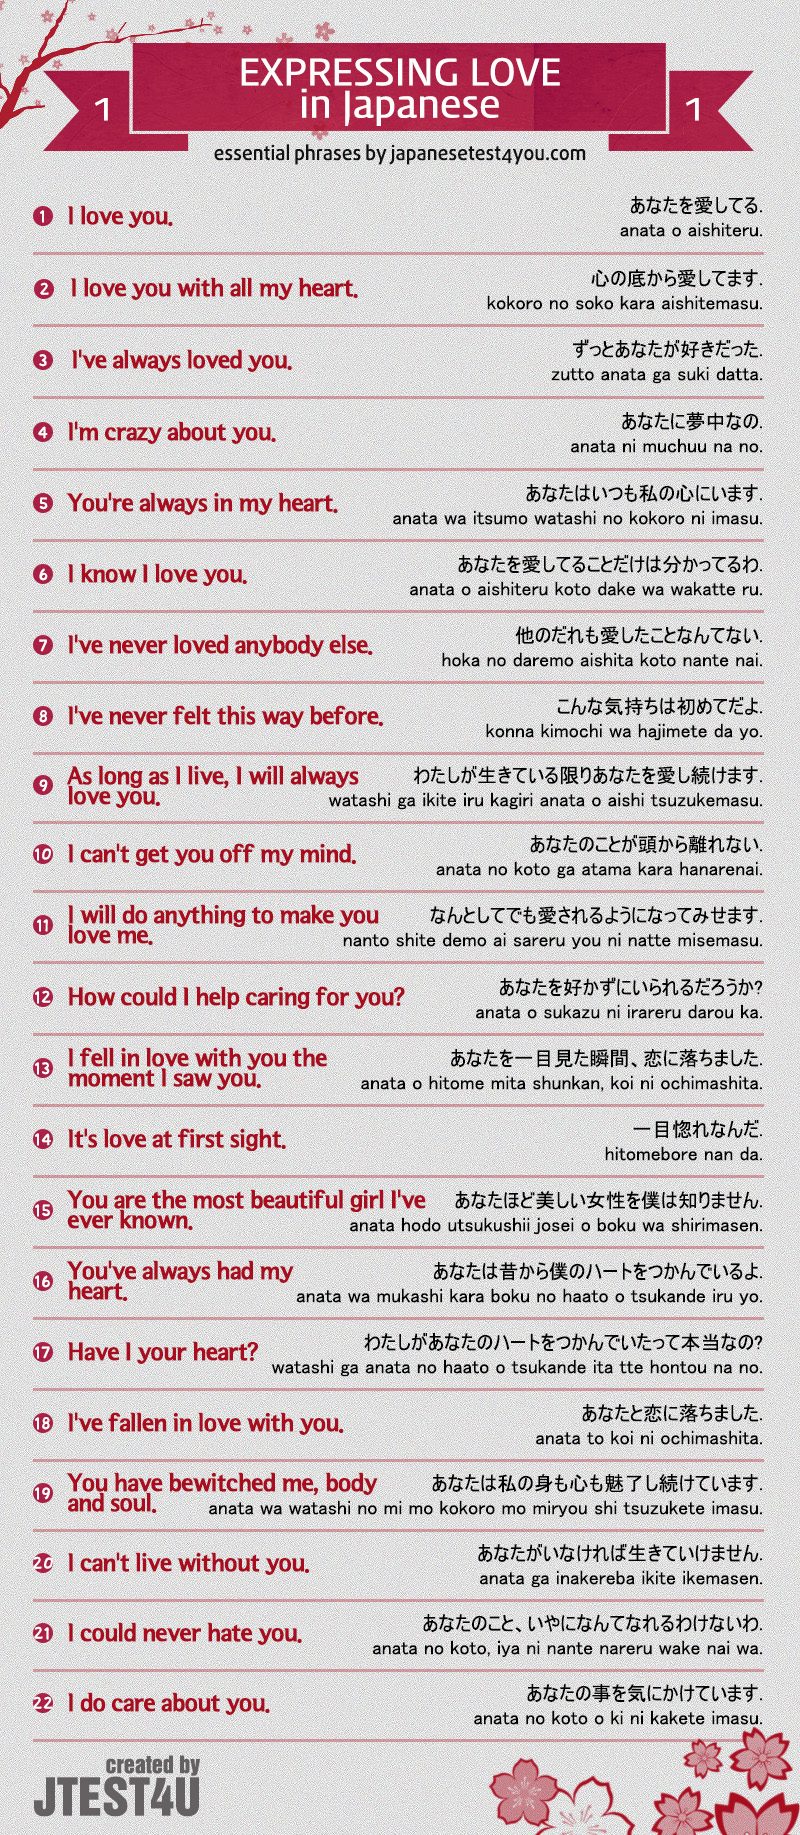 EXPRESSING LOVE
in Japanese
1
1
essential phrases by japanesetest4you.com
1 I love you.
あなたを愛してる.
anata o aishiteru.
2 I love you with all my heart.
心の底から愛してます.
kokoro no soko kara aishitemasu.
3 I've always loved you.
ずっとあなたが好きだった.
zutto anata ga suki datta.
4 I'm crazy about you.
あなたに夢中なの.
anata ni muchuu na no.
5 You're always in my heart.
あなたはいつも私の心にいます.
anata wa itsumo watashi no kokoro ni imasu.
6 I know I love you.
あなたを愛してることだけは分かってるわ.
anata o aishiteru koto dake wa wakatte ru.
7 I've never loved anybody else.
他のだれも愛したことなんてない.
hoka no daremo aishita koto nante nai.
8 I've never felt this way before.
こんな気持ちは初めてだよ.
konna kimochi wa hajimete da yo.
9 As long as I live, I will always
love you.
わたしが生きている限りあなたを愛し続けます.
watashi ga ikite iru kagiri anata o aishi tsuzukemasu.
10 I can't get you off my mind.
あなたのことが頭から離れない.
anata no koto ga atama kara hanarenai.
11 I will do anything to make you
love me.
なんとしてでも愛されるようになってみせます.
nanto shite demo ai sareru you ni natte misemasu.
12 How could I help caring for you?
あなたを好かずにいられるだろうか?
anata o sukazu ni irareru darou ka.
13 I fell in love with you the
moment I saw you.
あなたを一目見た瞬間、恋に落ちました.
anata o hitome mita shunkan, koi ni ochimashita.
14 It's love at first sight.
一目惚れなんだ.
hitomebore nan da.
15 You are the most beautiful girl I've
ever known.
あなたほど美しい女性を僕は知りません.
anata hodo utsukushii josei o boku wa shirimasen.
16 You've always had my
heart.
あなたは昔から僕のハートをつかんでいるよ.
anata wa mukashi kara boku no haato o tsukande iru yo.
17 Have I your heart?
わたしがあなたのハートをつかんでいたって本当なの?
watashi ga anata no haato o tsukande ita tte hontou na no.
18 I've fallen in love with you.
あなたと恋に落ちました.
anata to koi ni ochimashita.
19 You have bewitched me, body
and soul.
あなたは私の身も心も魅了し続けています.
anata wa watashi no mi mo kokoro mo miryou shi tsuzukete imasu.
20 I can't live without you.
あなたがいなければ生きていけません.
anata ga inakereba ikite ikemasen.
21 I could never hate you.
あなたのこと、いやになんてなれるわけないわ.
anata no koto, iya ni nante nareru wake nai wa.
22 I do care about you.
あなたの事を気にかけています.
anata no koto o ki ni kakete imasu.
created by
JTEST4U